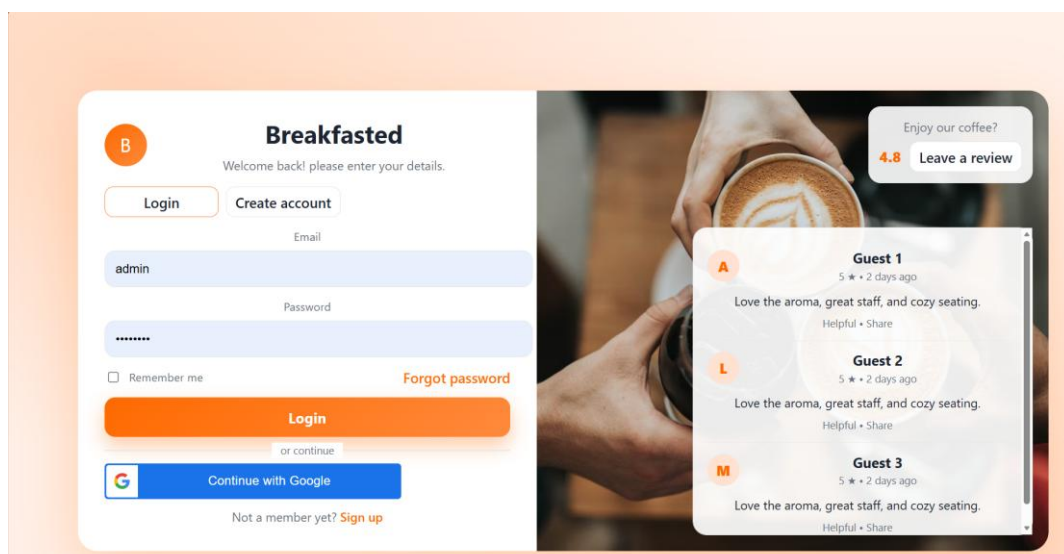 B
Breakfasted
Welcome back! please enter your details.
Login
Create account
Email
admin
Password
••••••••
Remember me
Forgot password
Login
or continue
G
Continue with Google
Not a member yet? Sign up
Enjoy our coffee?
4.8
Leave a review
A
Guest 1
5 ★ • 2 days ago
Love the aroma, great staff, and cozy seating.
Helpful • Share
L
Guest 2
5 ★ • 2 days ago
Love the aroma, great staff, and cozy seating.
Helpful • Share
M
Guest 3
5 ★ • 2 days ago
Love the aroma, great staff, and cozy seating.
Helpful • Share